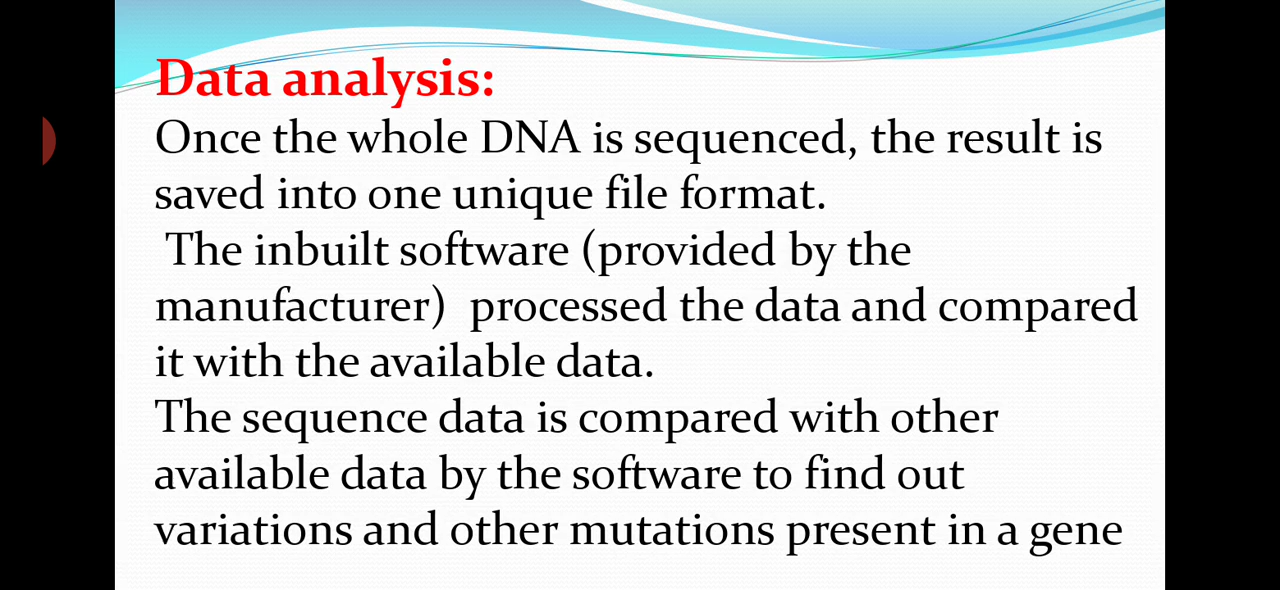 Data analysis:
Once the whole DNA is sequenced, the result is
saved into one unique file format.
The inbuilt software (provided by the
manufacturer)  processed the data and compared
it with the available data.
The sequence data is compared with other
available data by the software to find out
variations and other mutations present in a gene